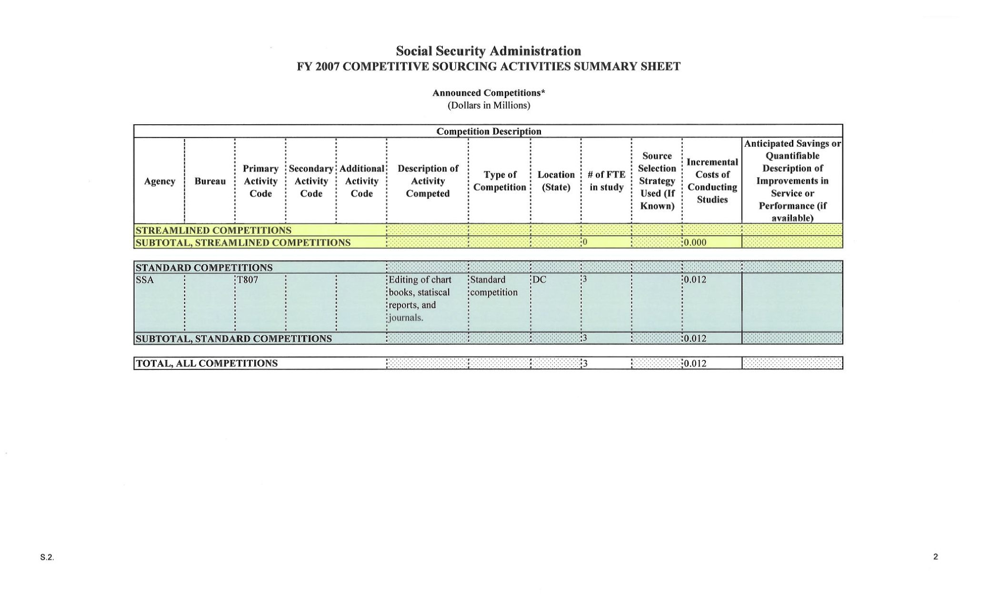 Social Security Administration
FY 2007 COMPETITIVE SOURCING ACTIVITIES SUMMARY SHEET
Announced Competitions*
(Dollars in Millions)
Competition Description
Agency
Bureau
Primary
Activity
Code
Secondary
Activity
Code
Additional
Activity
Code
Description of
Activity
Competed
Type of
Competition
Location
(State)
# of FTE
in study
Source
Selection
Strategy
Used (If
Known)
Incremental
Costs of
Conducting
Studies
Anticipated Savings or
Quantifiable
Description of
Improvements in
Service or
Performance (if
available)
STREAMLINED COMPETITIONS
SUBTOTAL, STREAMLINED COMPETITIONS 0 0.000
STANDARD COMPETITIONS
SSA T807 Editing of chart Standard DC 3 0.012
books, statiscal competition
reports, and
journals.
SUBTOTAL, STANDARD COMPETITIONS 3 0.012
TOTAL, ALL COMPETITIONS 3 0.012
S.2. 2